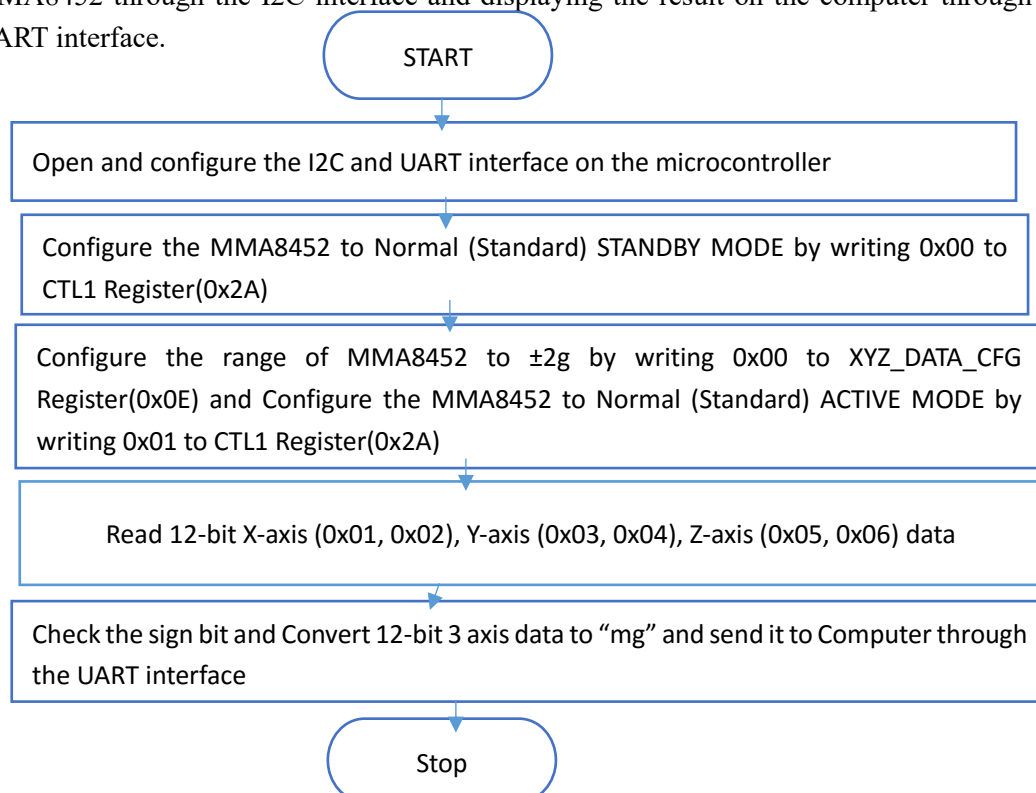 MA8452 through the I2C interface and displaying the result on the computer through
ART interface.
START
Open and configure the I2C and UART interface on the microcontroller
Configure the MMA8452 to Normal (Standard) STANDBY MODE by writing 0x00 to
CTL1 Register(0x2A)
Configure the range of MMA8452 to ±2g by writing 0x00 to XYZ_DATA_CFG
Register(0x0E) and Configure the MMA8452 to Normal (Standard) ACTIVE MODE by
writing 0x01 to CTL1 Register(0x2A)
Read 12-bit X-axis (0x01, 0x02), Y-axis (0x03, 0x04), Z-axis (0x05, 0x06) data
Check the sign bit and Convert 12-bit 3 axis data to “mg” and send it to Computer through
the UART interface
Stop